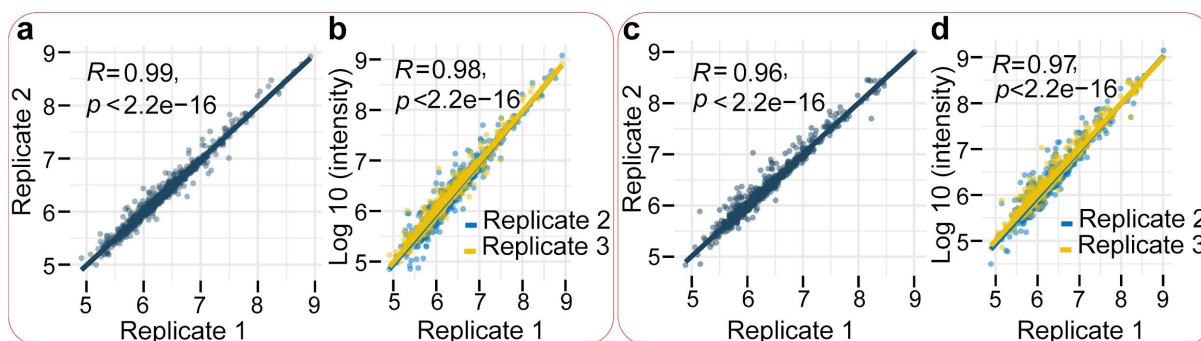 a
R=0.99,
p <2.2e-16
Replicate 2
9
8
7
6
5
5 6 7 8 9
Replicate 1
b
R=0.98,
p <2.2e-16
Log 10 (intensity)
9
8
7
6
5
Replicate 2
Replicate 3
5 6 7 8 9
Replicate 1
c
R=0.96,
p <2.2e-16
Replicate 2
9
8
7
6
5
5 6 7 8 9
Replicate 1
d
R=0.97,
p<2.2e-16
Log 10 (intensity)
9
8
7
6
5
Replicate 2
Replicate 3
5 6 7 8 9
Replicate 1